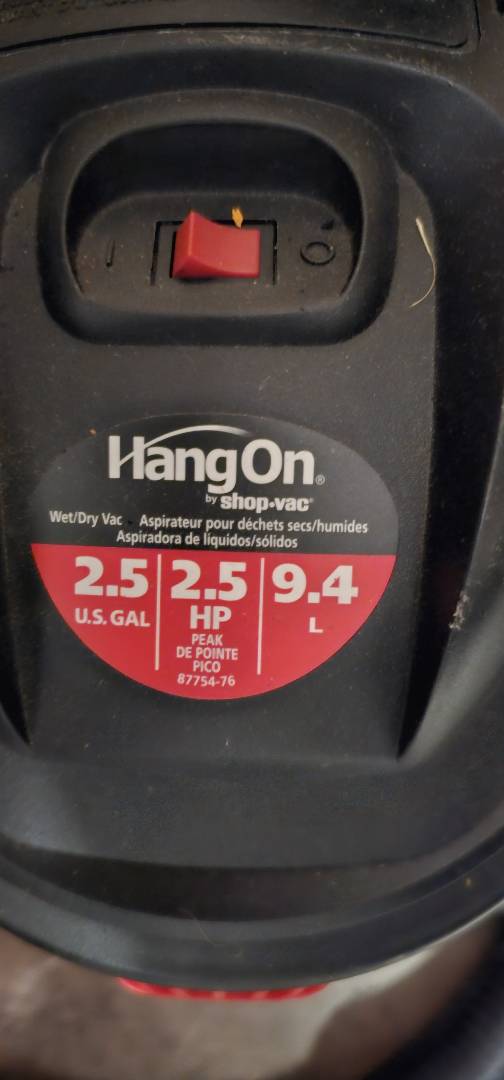 I O
HangOn®
by shop•vac®
Wet/Dry Vac Aspirateur pour déchets secs/humides
Aspiradora de líquidos/sólidos
2.5 2.5 9.4
U.S. GAL HP L
PEAK
DE POINTE
PICO
87754-76